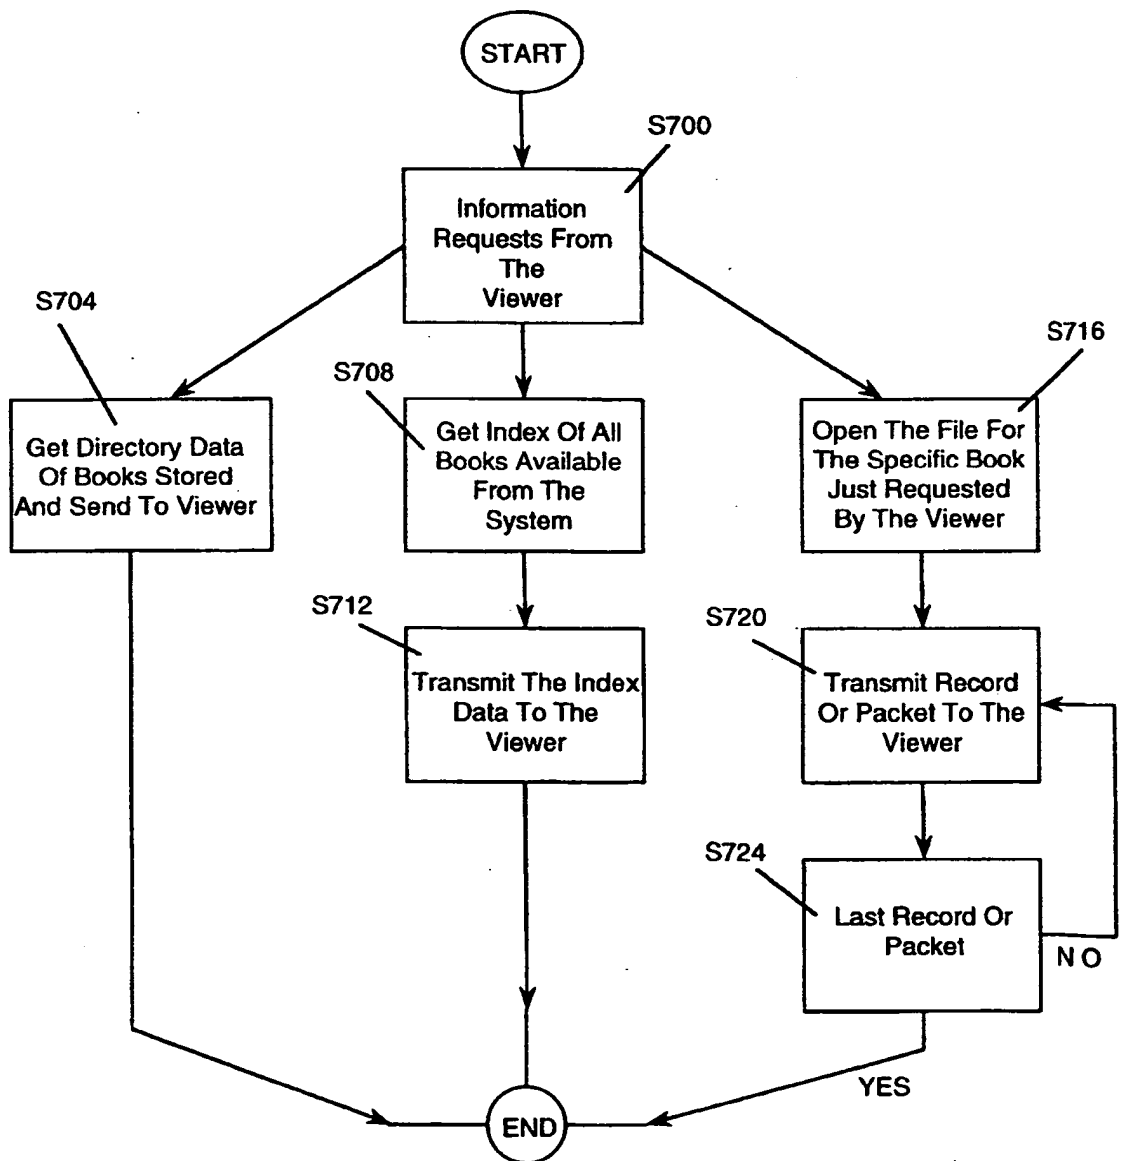 START
S700
Information
Requests From
The
Viewer
S704
Get Directory Data
Of Books Stored
And Send To Viewer
S708
Get Index Of All
Books Available
From The
System
S716
Open The File For
The Specific Book
Just Requested
By The Viewer
S712
Transmit The Index
Data To The
Viewer
S720
Transmit Record
Or Packet To The
Viewer
S724
Last Record Or
Packet
NO
YES
END